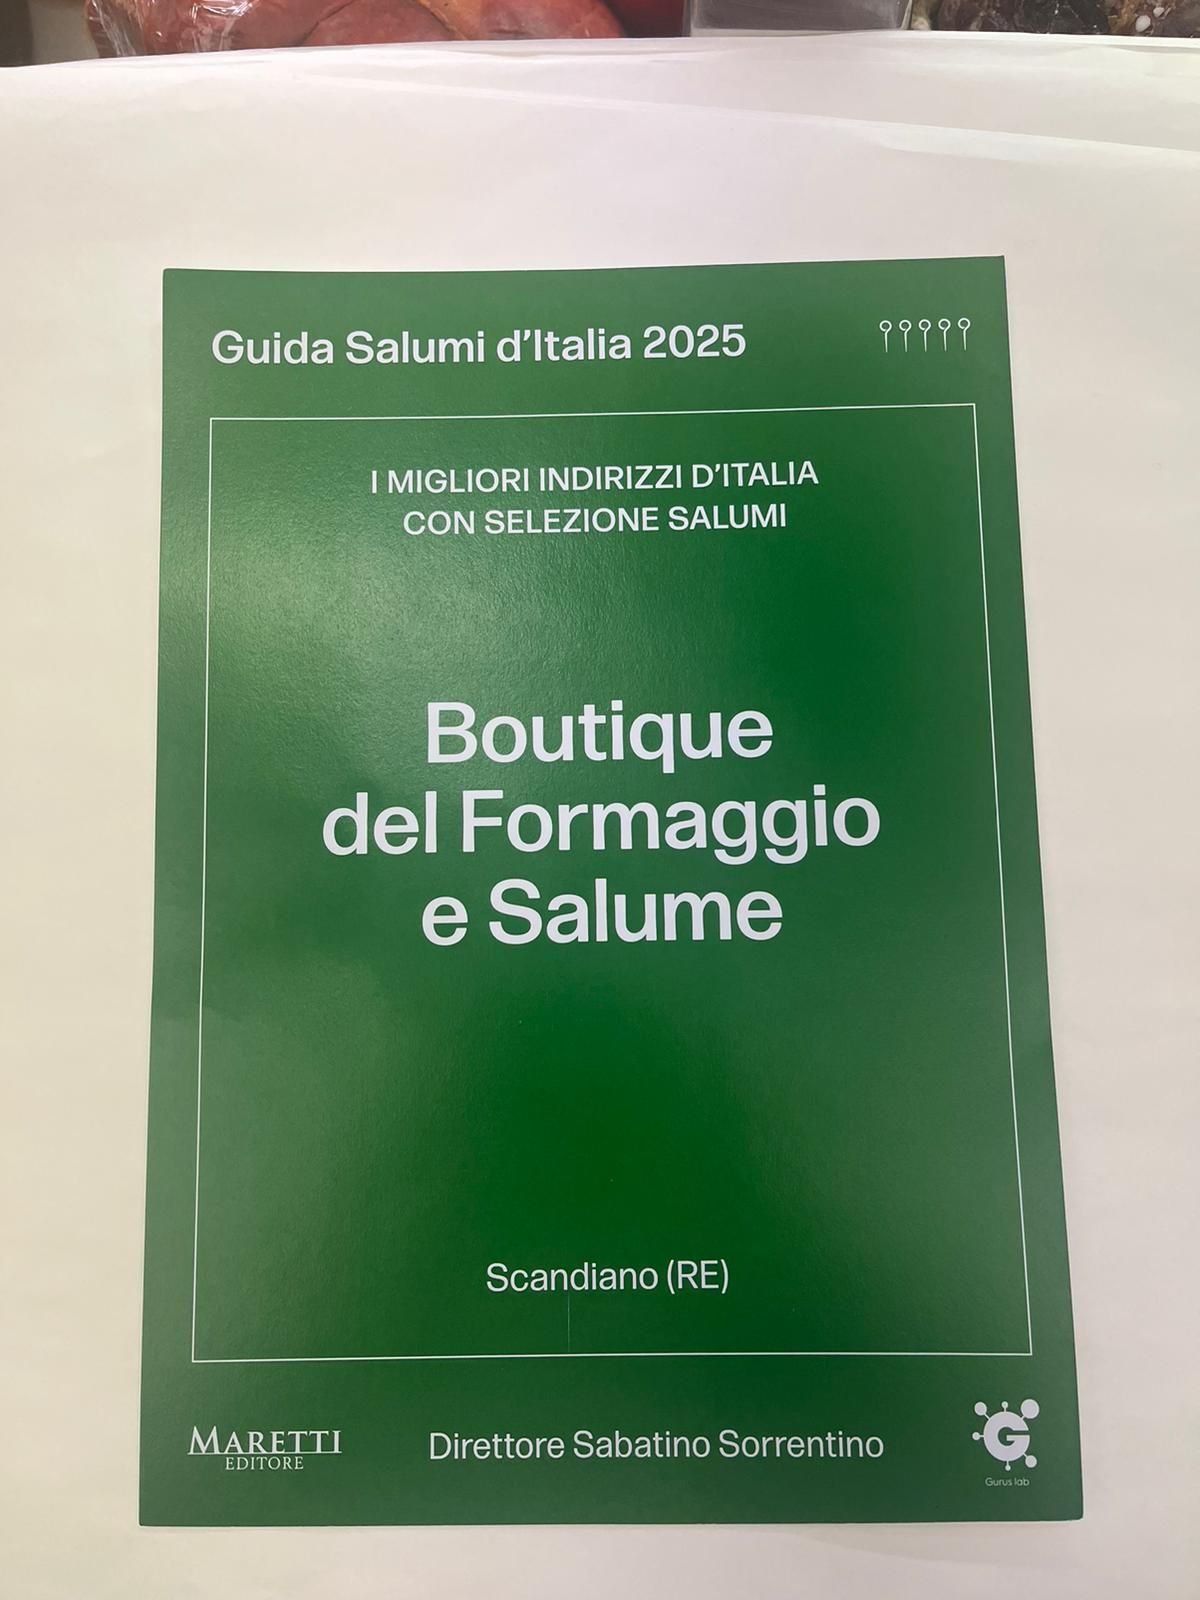 Guida Salumi d'Italia 2025
I MIGLIORI INDIRIZZI D'ITALIA
CON SELEZIONE SALUMI
Boutique
del Formaggio
e Salume
Scandiano (RE)
MARETTI
EDITORE
Direttore Sabatino Sorrentino
G
Gurus lab